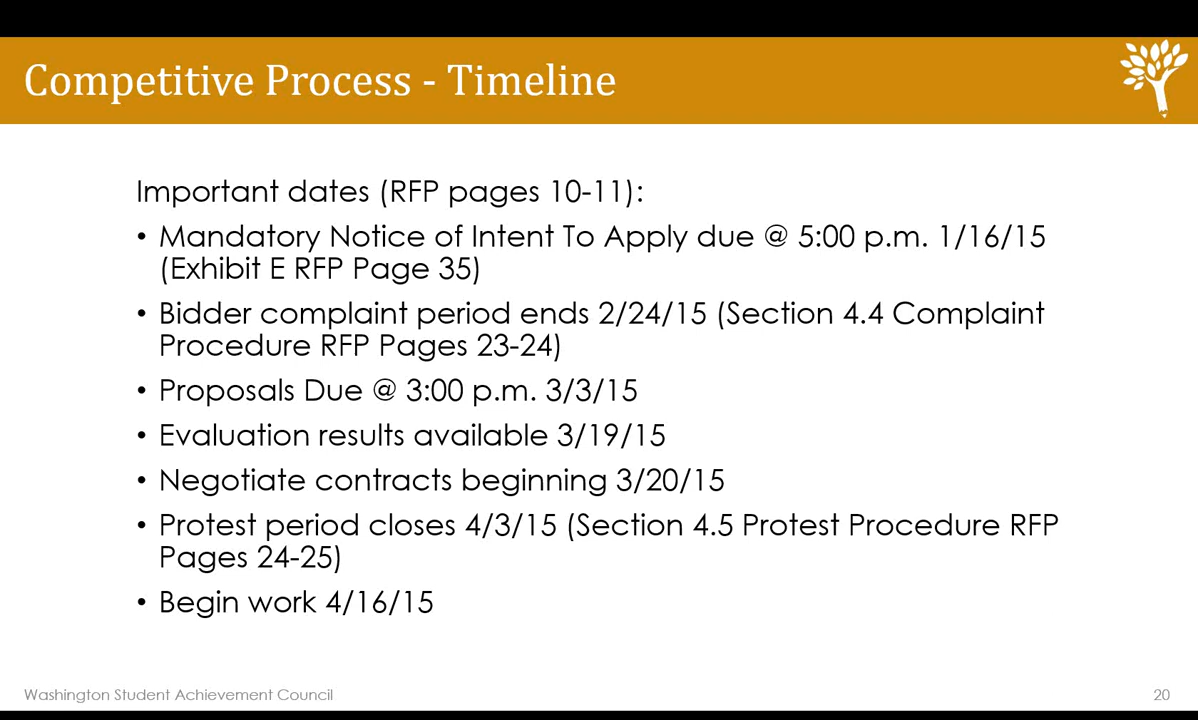 Competitive Process - Timeline
Important dates (RFP pages 10-11):
• Mandatory Notice of Intent To Apply due @ 5:00 p.m. 1/16/15
(Exhibit E RFP Page 35)
• Bidder complaint period ends 2/24/15 (Section 4.4 Complaint
Procedure RFP Pages 23-24)
• Proposals Due @ 3:00 p.m. 3/3/15
• Evaluation results available 3/19/15
• Negotiate contracts beginning 3/20/15
• Protest period closes 4/3/15 (Section 4.5 Protest Procedure RFP
Pages 24-25)
• Begin work 4/16/15
Washington Student Achievement Council
20